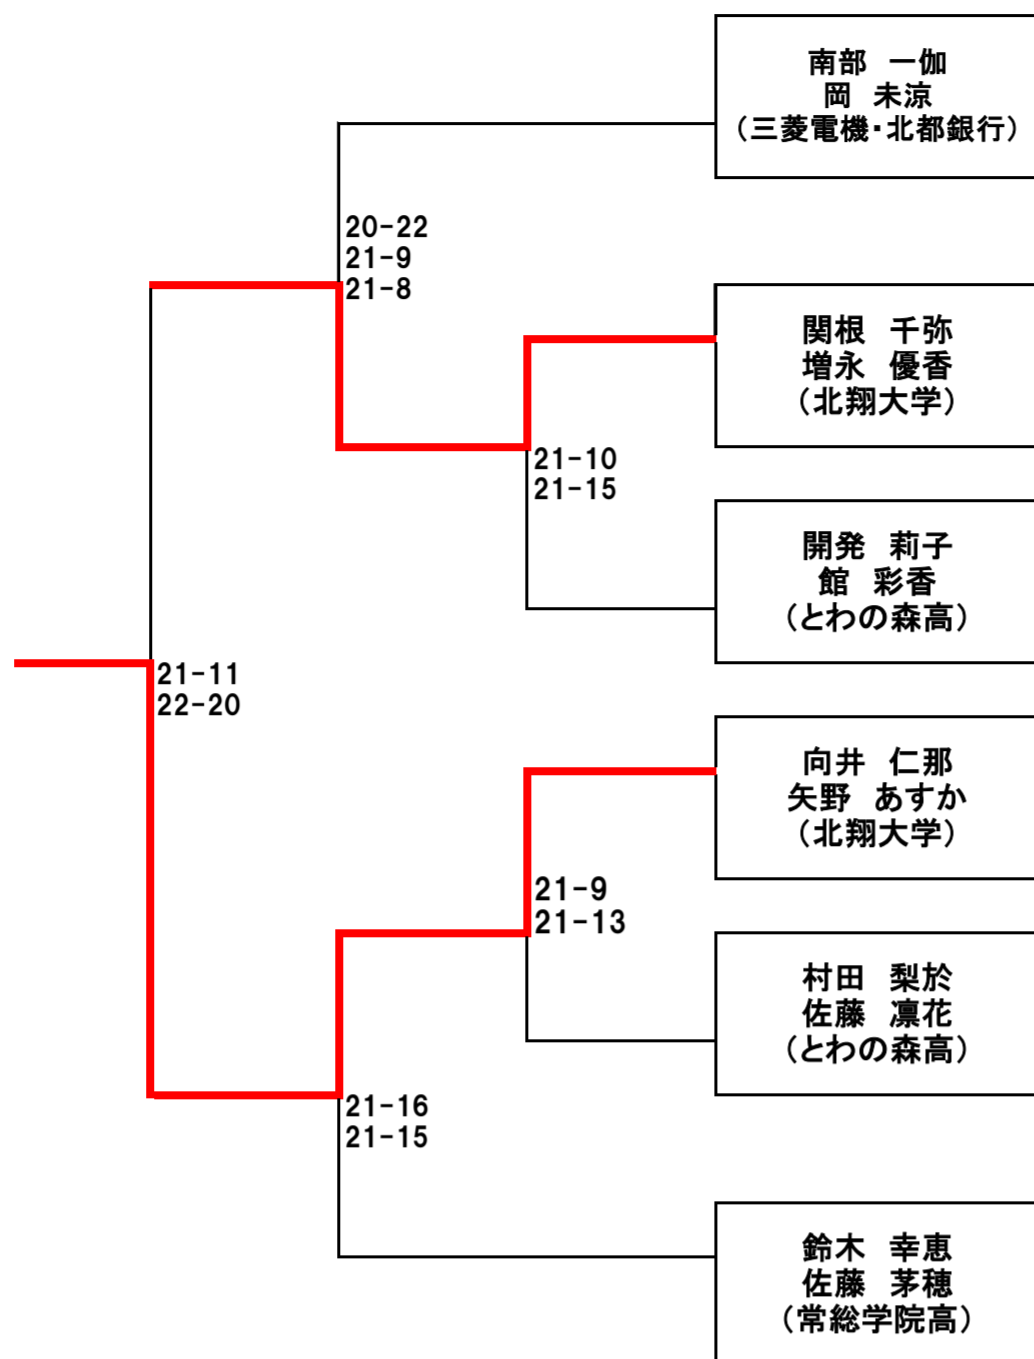 南部　一伽
岡　未涼
（三菱電機・北都銀行）
20-22
21-9
21-8
関根　千弥
増永　優香
（北翔大学）
21-10
21-15
開発　莉子
館　彩香
（とわの森高）
21-11
22-20
向井　仁那
矢野　あすか
（北翔大学）
21-9
21-13
村田　梨於
佐藤　凛花
（とわの森高）
21-16
21-15
鈴木　幸恵
佐藤　茅穂
（常総学院高）